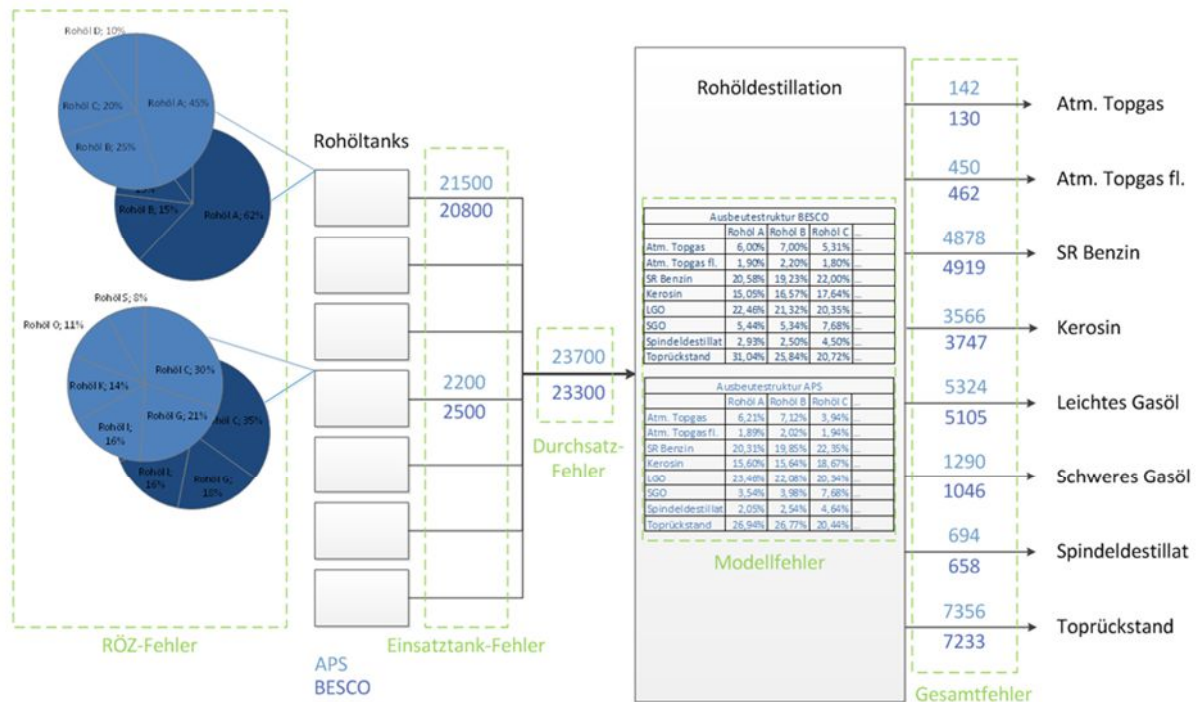 Rohöl D; 10%
Rohöl C; 20%
Rohöl A; 45%
Rohöl B; 25%
Rohöl B; 15%
Rohöl A; 62%
Rohöl S; 8%
Rohöl O; 11%
Rohöl C; 30%
Rohöl K; 14%
Rohöl G; 21%
Rohöl I;
16%
Rohöl C; 35%
Rohöl I;
16%
Rohöl G;
18%
RÖZ-Fehler
Rohöltanks
21500
20800
2200
2500
Einsatztank-Fehler
APS
BESCO
23700
23300
Durchsatz-
Fehler
Rohöldestillation
Ausbeutestruktur BESCO
Rohöl A Rohöl B Rohöl C ...
Atm. Topgas 6,00% 7,00% 5,31% ...
Atm. Topgas fl. 1,90% 2,20% 1,80% ...
SR Benzin 20,58% 19,23% 22,00% ...
Kerosin 15,05% 16,57% 17,64% ...
LGO 22,46% 21,32% 20,35% ...
SGO 5,44% 5,34% 7,68% ...
Spindeldestillat 2,93% 2,50% 4,50% ...
Toprückstand 31,04% 25,84% 20,72% ...
Ausbeutestruktur APS
Rohöl A Rohöl B Rohöl C ...
Atm. Topgas 6,21% 7,12% 3,94% ...
Atm. Topgas fl. 1,89% 2,02% 1,94% ...
SR Benzin 20,31% 19,85% 22,35% ...
Kerosin 15,60% 15,64% 18,67% ...
LGO 23,46% 22,08% 20,34% ...
SGO 3,54% 3,98% 7,68% ...
Spindeldestillat 2,05% 2,54% 4,64% ...
Toprückstand 26,94% 26,77% 20,44% ...
Modellfehler
142
130
Atm. Topgas
450
462
Atm. Topgas fl.
4878
4919
SR Benzin
3566
3747
Kerosin
5324
5105
Leichtes Gasöl
1290
1046
Schweres Gasöl
694
658
Spindeldestillat
7356
7233
Toprückstand
Gesamtfehler